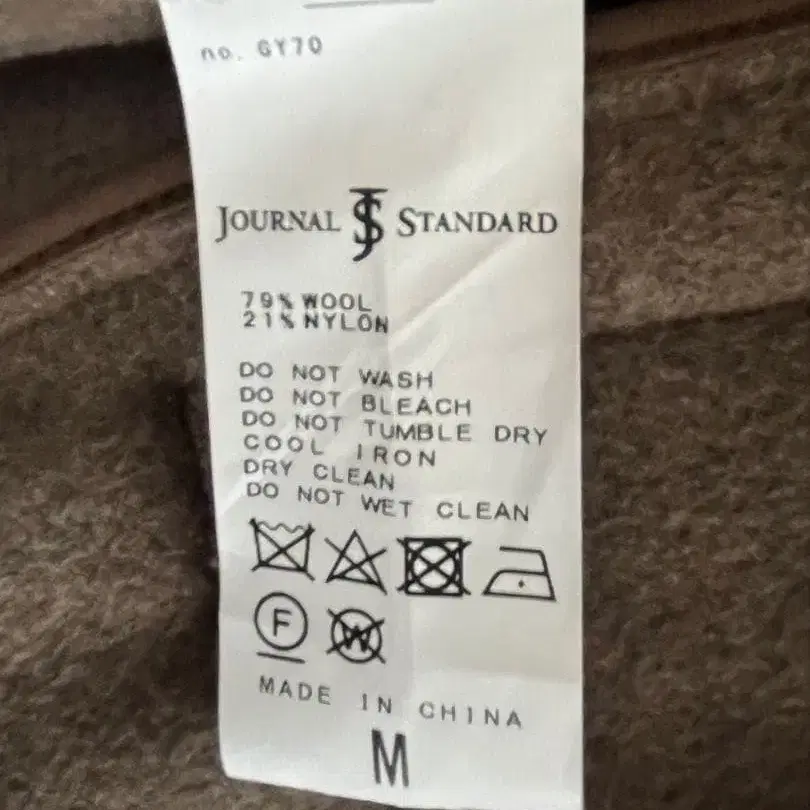 no. GY70
JOURNAL JS STANDARD
79% WOOL
21% NYLON
DO NOT WASH
DO NOT BLEACH
DO NOT TUMBLE DRY
COOL IRON
DRY CLEAN
DO NOT WET CLEAN
F W
MADE IN CHINA
M